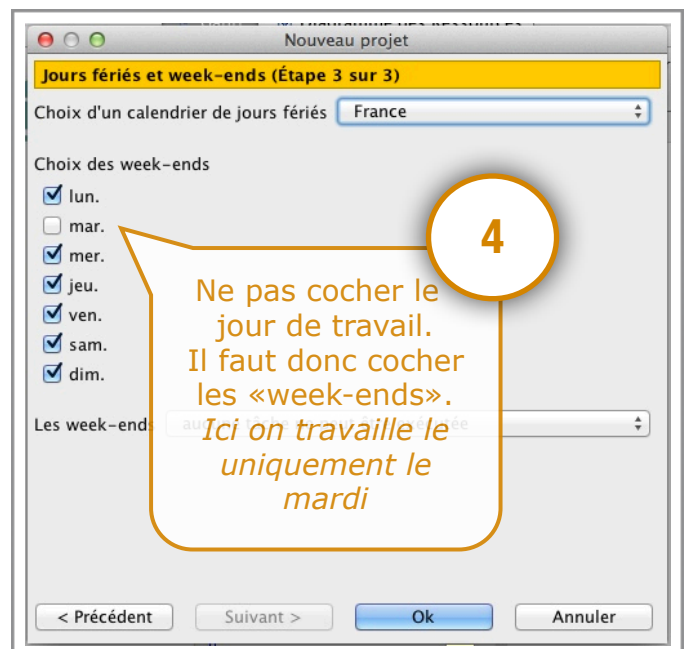 Nouveau projet
Jours fériés et week-ends (Étape 3 sur 3)
Choix d'un calendrier de jours fériés France
Choix des week-ends
lun.
mar.
mer.
jeu.
ven.
sam.
dim.
4
Ne pas cocher le
jour de travail.
Il faut donc cocher
les «week-ends».
Ici on travaille le
uniquement le
mardi
Les week-ends
< Précédent Suivant > Ok Annuler